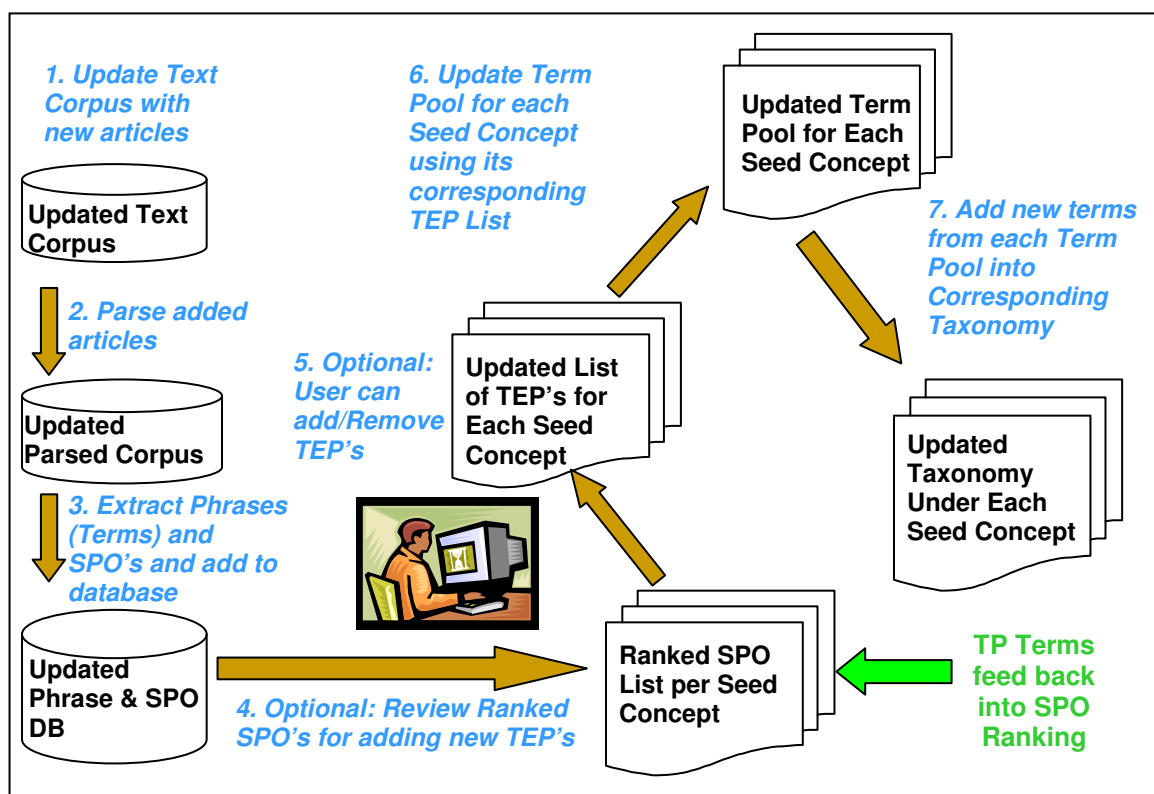 1. Update Text
Corpus with
new articles
Updated Text
Corpus
2. Parse added
articles
Updated
Parsed Corpus
3. Extract Phrases
(Terms) and
SPO's and add to
database
Updated
Phrase & SPO
DB
4. Optional: Review Ranked
SPO's for adding new TEP's
Ranked SPO
List per Seed
Concept
TP Terms
feed back
into SPO
Ranking
5. Optional:
User can
add/Remove
TEP's
Updated List
of TEP's for
Each Seed
Concept
6. Update Term
Pool for each
Seed Concept
using its
corresponding
TEP List
Updated Term
Pool for Each
Seed Concept
7. Add new terms
from each Term
Pool into
Corresponding
Taxonomy
Updated
Taxonomy
Under Each
Seed Concept